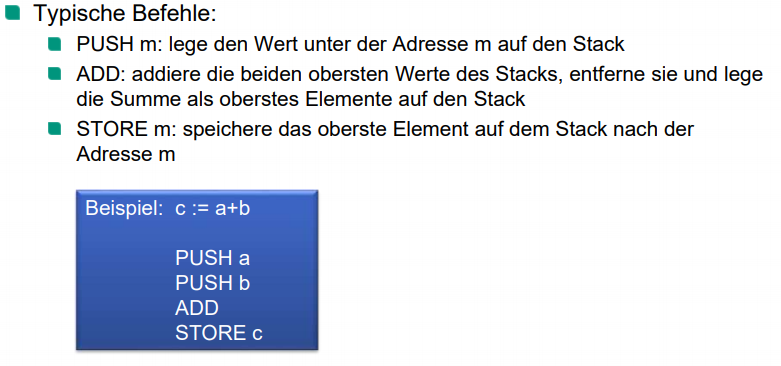 Typische Befehle:
PUSH m: lege den Wert unter der Adresse m auf den Stack
ADD: addiere die beiden obersten Werte des Stacks, entferne sie und lege
die Summe als oberstes Elemente auf den Stack
STORE m: speichere das oberste Element auf dem Stack nach der
Adresse m
Beispiel: c := a+b
PUSH a
PUSH b
ADD
STORE c